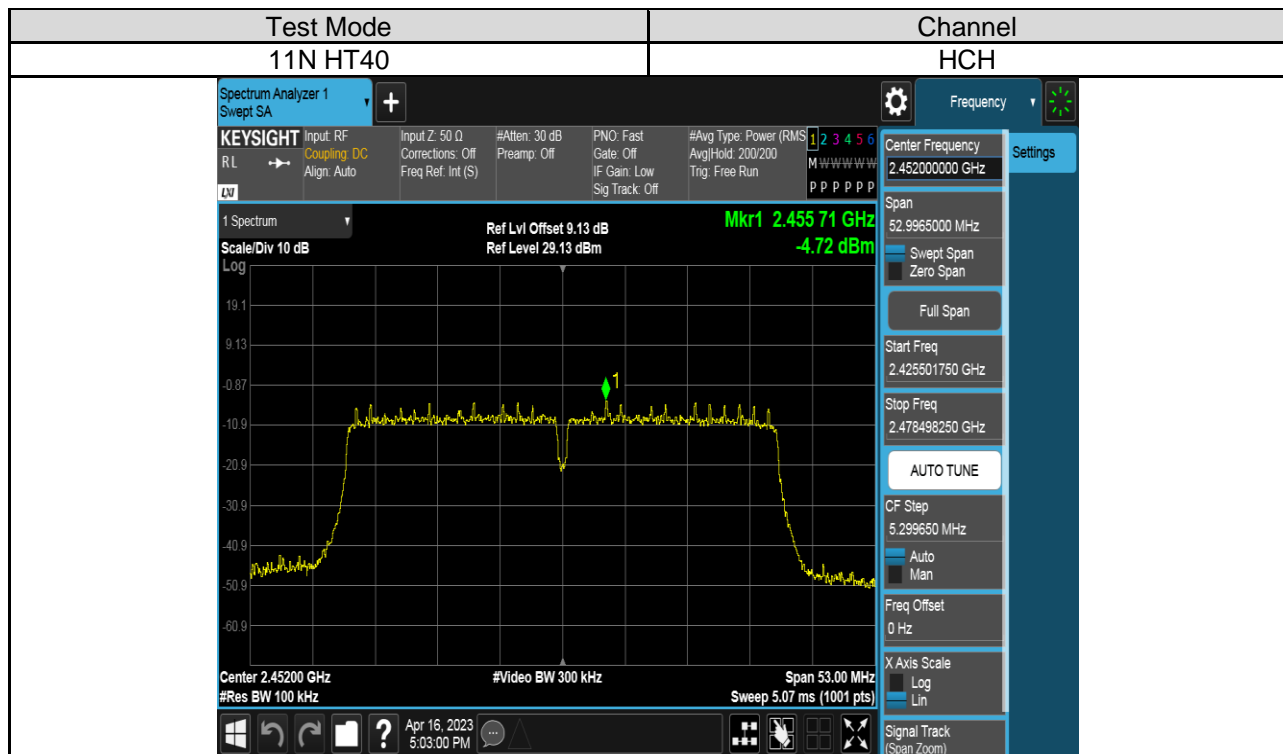 Test Mode Channel
11N HT40 HCH
Spectrum Analyzer 1
Swept SA
+
Frequency
KEYSIGHT
RL
LXI
Input: RF
Coupling: DC
Align: Auto
Input Z: 50 Ω
Corrections: Off
Freq Ref: Int (S)
#Atten: 30 dB
Preamp: Off
PNO: Fast
Gate: Off
IF Gain: Low
Sig Track: Off
#Avg Type: Power (RMS
Avg|Hold: 200/200
Trig: Free Run
1 2 3 4 5 6
M W W W W W
P P P P P P
1 Spectrum
Scale/Div 10 dB
Ref Lvl Offset 9.13 dB
Ref Level 29.13 dBm
Mkr1 2.455 71 GHz
-4.72 dBm
Log
19.1
9.13
-0.87
-10.9
-20.9
-30.9
-40.9
-50.9
-60.9
1
Center 2.45200 GHz
#Res BW 100 kHz
#Video BW 300 kHz
Span 53.00 MHz
Sweep 5.07 ms (1001 pts)
?
Apr 16, 2023
5:03:00 PM
Center Frequency
2.452000000 GHz
Settings
Span
52.9965000 MHz
Swept Span
Zero Span
Full Span
Start Freq
2.425501750 GHz
Stop Freq
2.478498250 GHz
AUTO TUNE
CF Step
5.299650 MHz
Auto
Man
Freq Offset
0 Hz
X Axis Scale
Log
Lin
Signal Track
(Span Zoom)